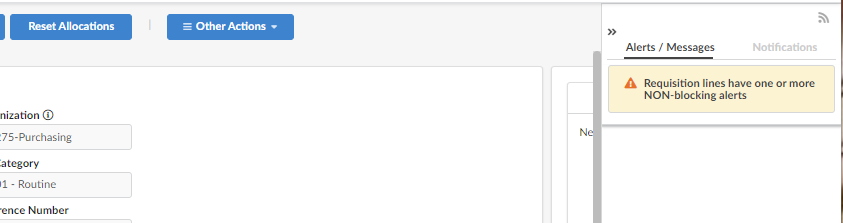 Reset Allocations
Other Actions
Alerts / Messages
Notifications
Requisition lines have one or more
NON-blocking alerts
nization
275-Purchasing
ategory
01 - Routine
rence Number
Ne